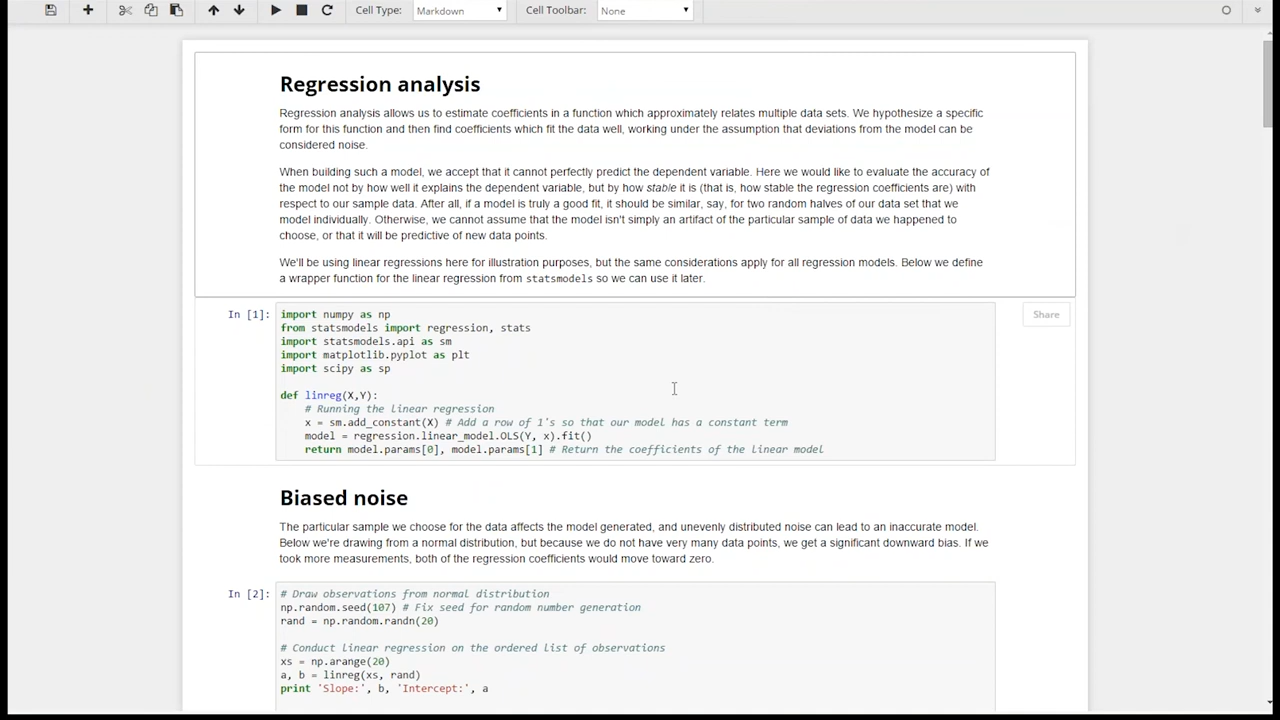 Cell Type: Markdown Cell Toolbar: None
Regression analysis
Regression analysis allows us to estimate coefficients in a function which approximately relates multiple data sets. We hypothesize a specific
form for this function and then find coefficients which fit the data well, working under the assumption that deviations from the model can be
considered noise.
When building such a model, we accept that it cannot perfectly predict the dependent variable. Here we would like to evaluate the accuracy of
the model not by how well it explains the dependent variable, but by how stable it is (that is, how stable the regression coefficients are) with
respect to our sample data. After all, if a model is truly a good fit, it should be similar, say, for two random halves of our data set that we
model individually. Otherwise, we cannot assume that the model isn't simply an artifact of the particular sample of data we happened to
choose, or that it will be predictive of new data points.
We'll be using linear regressions here for illustration purposes, but the same considerations apply for all regression models. Below we define
a wrapper function for the linear regression from statsmodels so we can use it later.
In [1]: import numpy as np
Share
from statsmodels import regression, stats
import statsmodels.api as sm
import matplotlib.pyplot as plt
import scipy as sp
def linreg(X,Y):
# Running the linear regression
x = sm.add_constant(X) # Add a row of 1's so that our model has a constant term
model = regression.linear_model.OLS(Y, x).fit()
return model.params[0], model.params[1] # Return the coefficients of the linear model
Biased noise
The particular sample we choose for the data affects the model generated, and unevenly distributed noise can lead to an inaccurate model.
Below we're drawing from a normal distribution, but because we do not have very many data points, we get a significant downward bias. If we
took more measurements, both of the regression coefficients would move toward zero.
In [2]: # Draw observations from normal distribution
np.random.seed(107) # Fix seed for random number generation
rand = np.random.randn(20)
# Conduct linear regression on the ordered list of observations
xs = np.arange(20)
a, b = linreg(xs, rand)
print 'Slope:', b, 'Intercept:', a